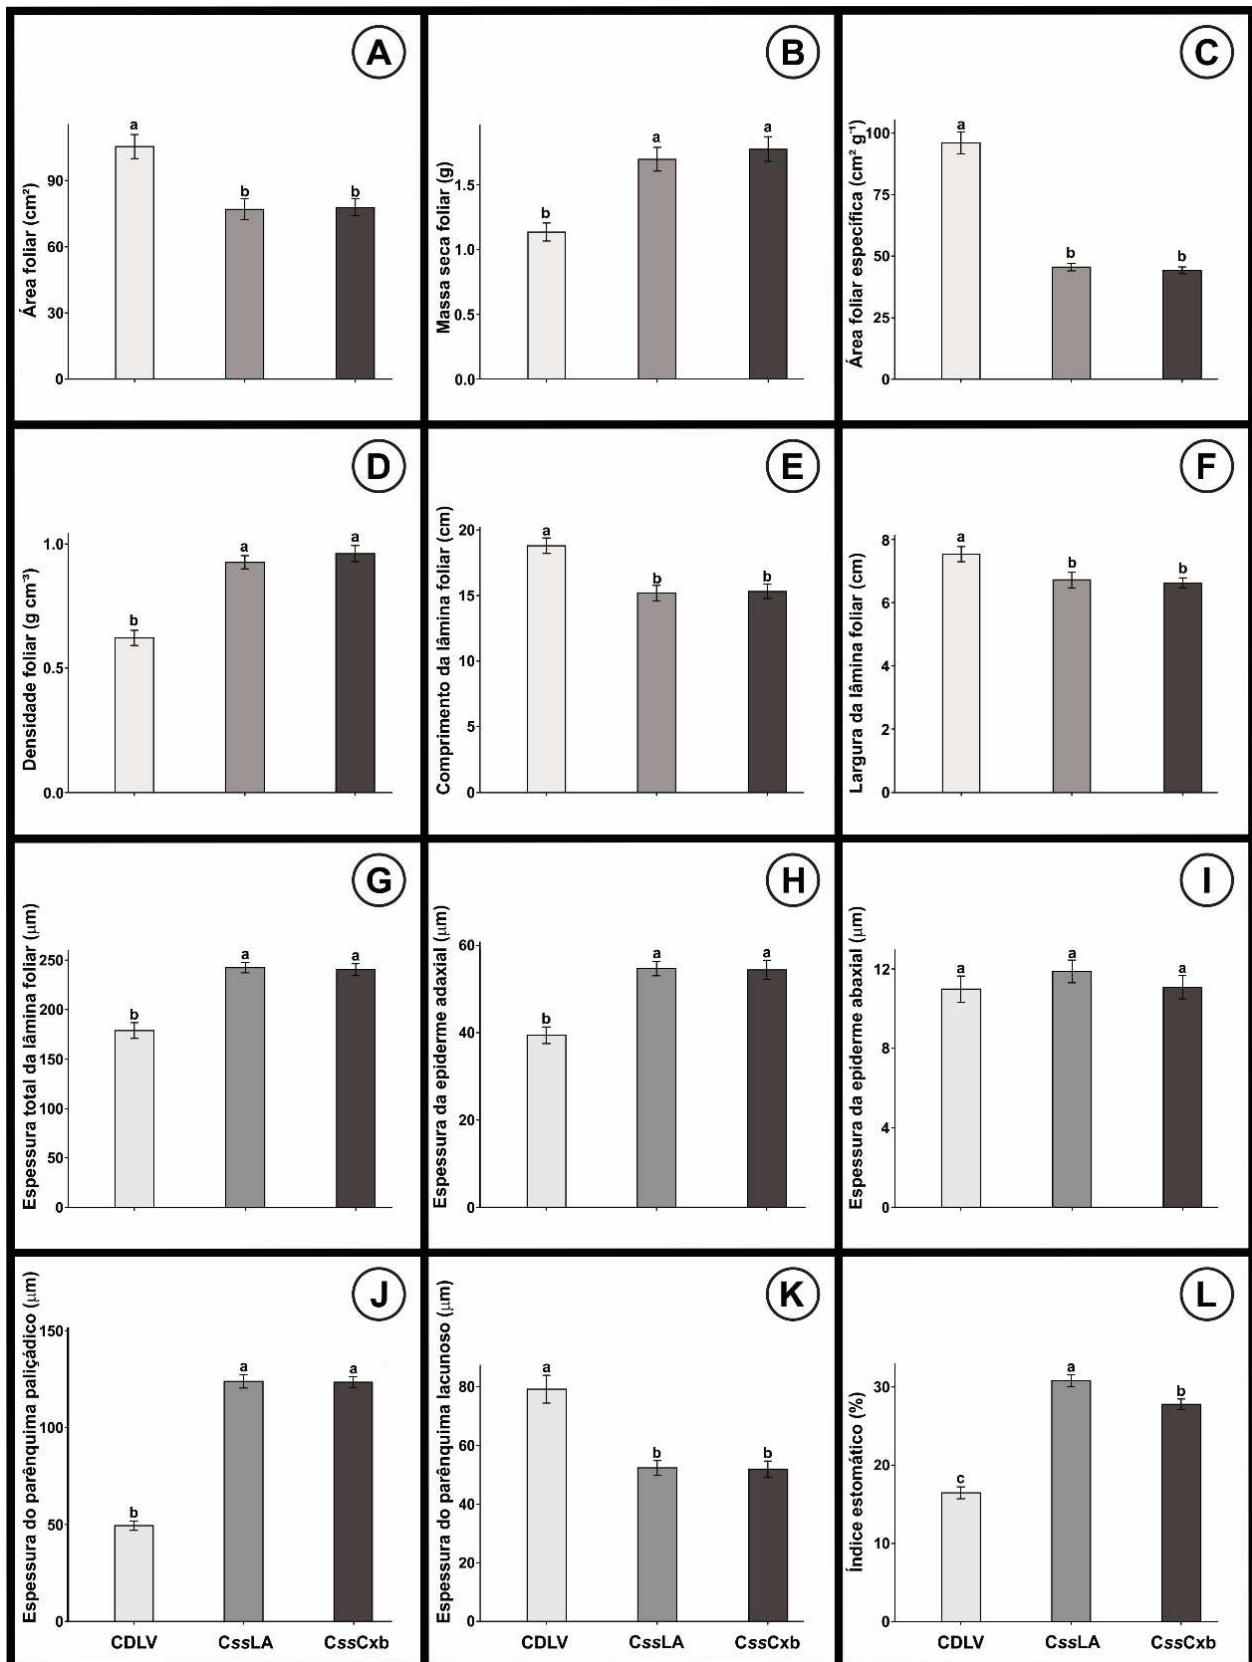 A
Área foliar (cm²)
90
60
30
0
a
b
b
B
Massa seca foliar (g)
1.5
1.0
0.5
0.0
b
a
a
C
Área foliar específica (cm² g⁻¹)
100
75
50
25
0
a
b
b
D
Densidade foliar (g cm⁻³)
1.0
0.5
0.0
b
a
a
E
Comprimento da lâmina foliar (cm)
20
15
10
5
0
a
b
b
F
Largura da lâmina foliar (cm)
8
6
4
2
0
a
b
b
G
Espessura total da lâmina foliar (μm)
250
200
150
100
50
0
b
a
a
H
Espessura da epiderme adaxial (μm)
60
40
20
0
b
a
a
I
Espessura da epiderme abaxial (μm)
12
8
4
0
a
a
a
J
Espessura do parênquima paliçádico (μm)
150
100
50
0
b
a
a
CDLV CssLA CssCxb
K
Espessura do parênquima lacunoso (μm)
80
60
40
20
0
a
b
b
CDLV CssLA CssCxb
L
Índice estomático (%)
30
20
10
0
c
a
b
CDLV CssLA CssCxb